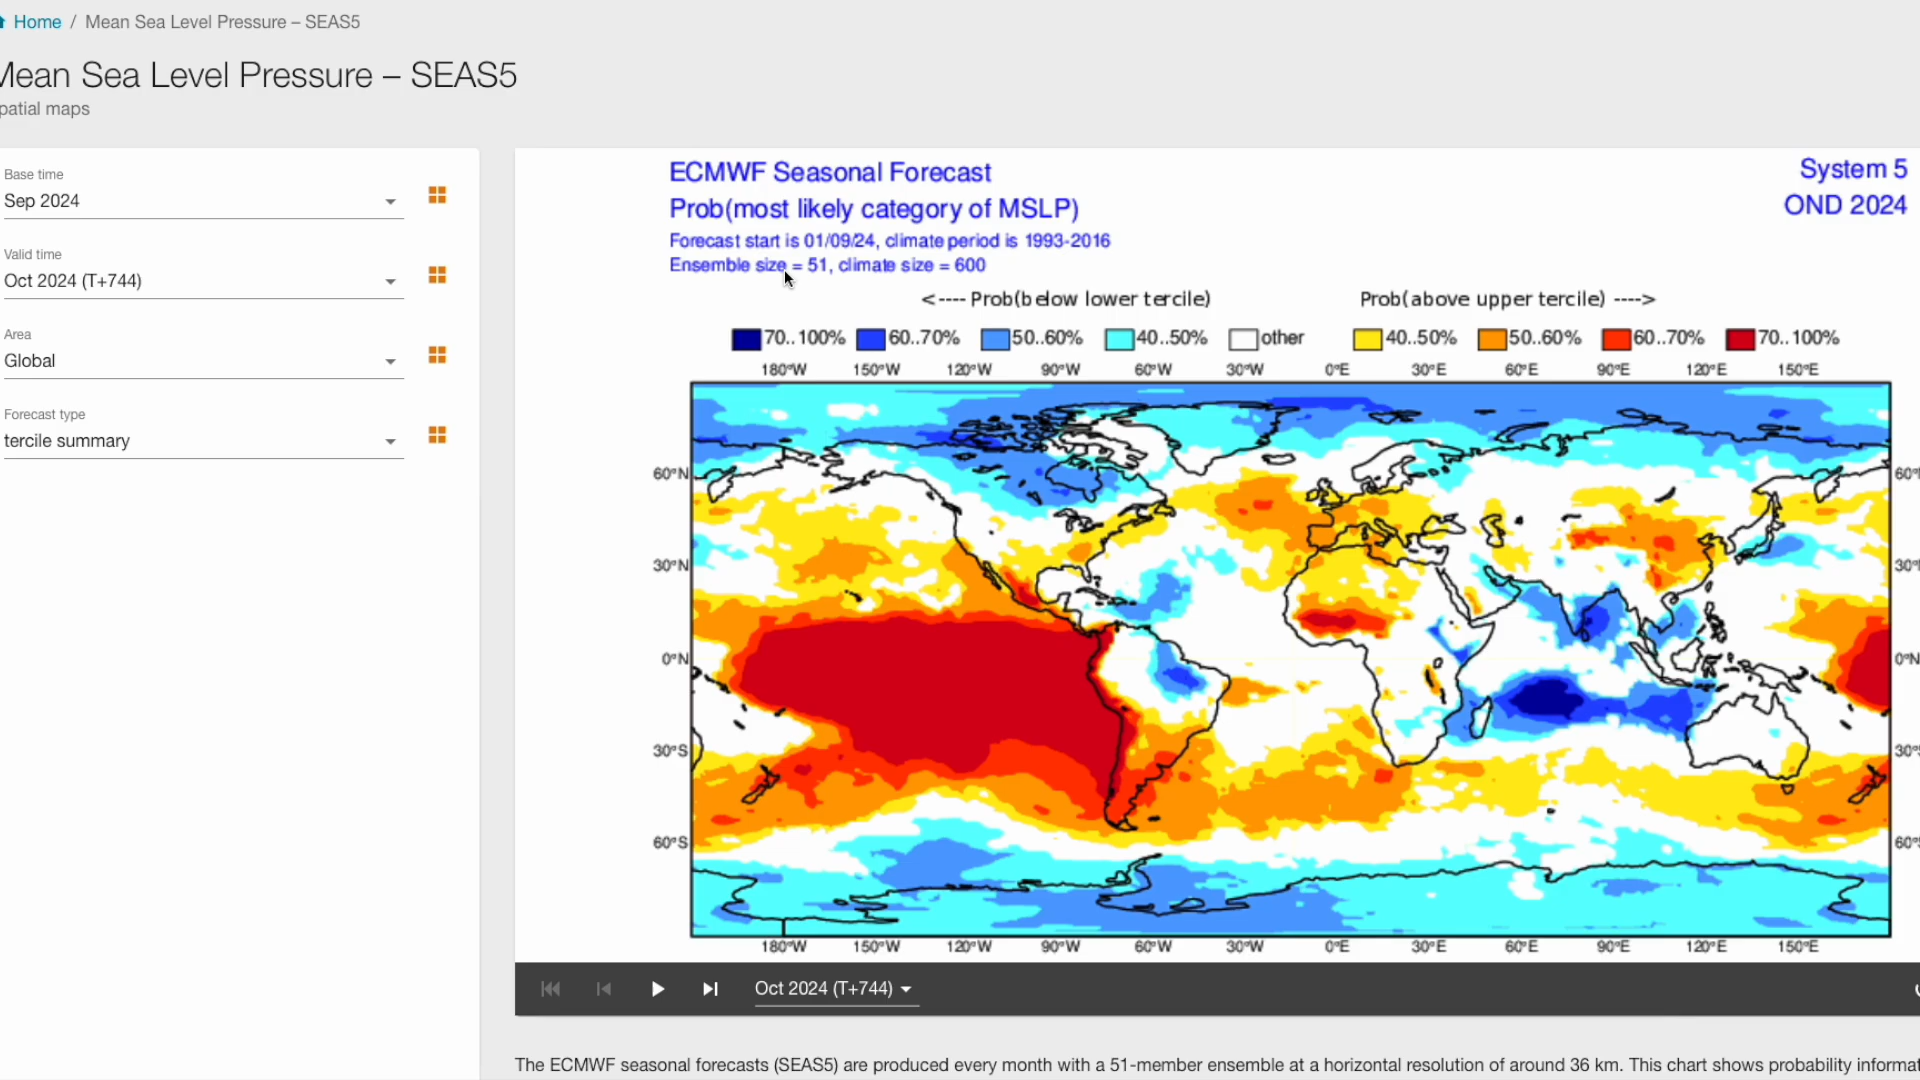 Home / Mean Sea Level Pressure – SEAS5
Mean Sea Level Pressure – SEAS5
patial maps
Base time
Sep 2024
Valid time
Oct 2024 (T+744)
Area
Global
Forecast type
tercile summary
ECMWF Seasonal Forecast
System 5
Prob(most likely category of MSLP)
OND 2024
Forecast start is 01/09/24, climate period is 1993-2016
Ensemble size = 51, climate size = 600
<---- Prob(below lower tercile)
Prob(above upper tercile) ---->
70..100% 60..70% 50..60% 40..50% other 40..50% 50..60% 60..70% 70..100%
180°W 150°W 120°W 90°W 60°W 30°W 0°E 30°E 60°E 90°E 120°E 150°E
60°N 60°N
30°N 30°N
0°N 0°N
30°S 30°S
60°S 60°S
180°W 150°W 120°W 90°W 60°W 30°W 0°E 30°E 60°E 90°E 120°E 150°E
Oct 2024 (T+744)
The ECMWF seasonal forecasts (SEAS5) are produced every month with a 51-member ensemble at a horizontal resolution of around 36 km. This chart shows probability informat